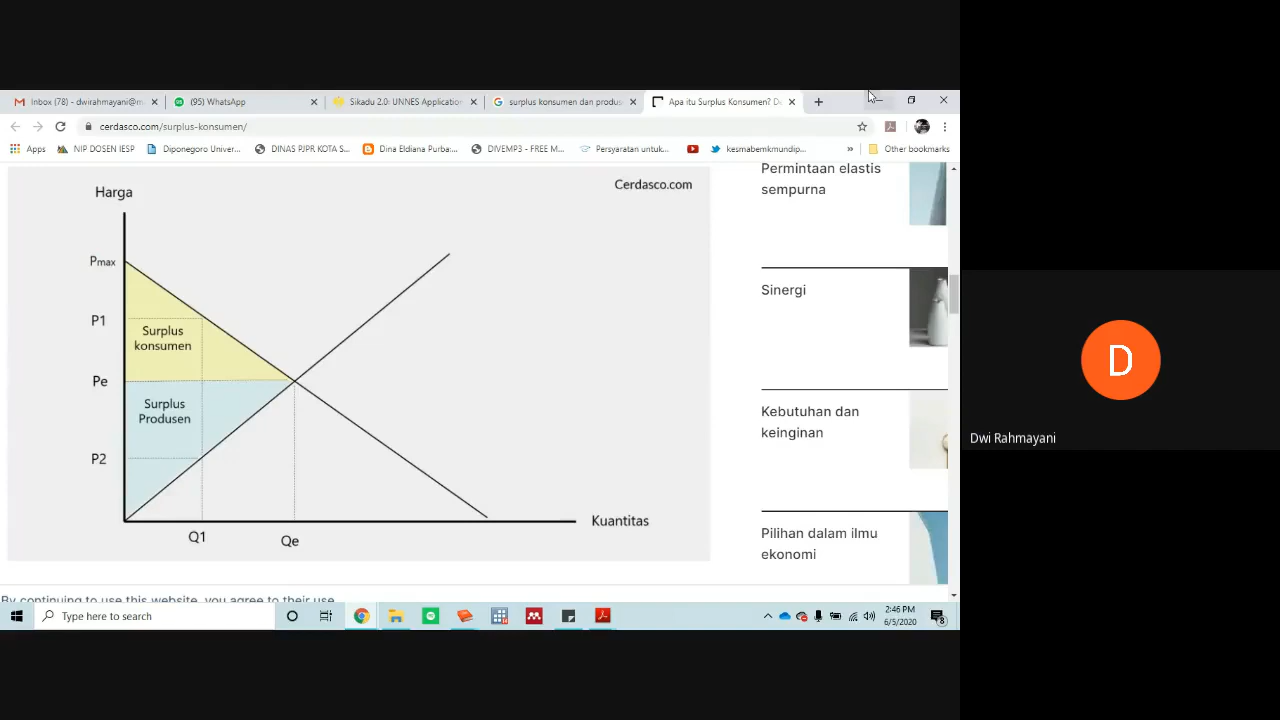 Inbox (78) - dwirahmayani@m
(95) WhatsApp
Sikadu 2.0: UNNES Application
surplus konsumen dan produs
Apa itu Surplus Konsumen? De
cerdasco.com/surplus-konsumen/
Apps
NIP DOSEN IESP
Diponegoro Univer...
DINAS PJPR KOTA S...
Dina Eldiana Purba:...
DIVEMP3 - FREE M...
Persyaratan untuk...
kesmabemkmundip...
»
Other bookmarks
Harga
Cerdasco.com
Pmax
P1
Surplus
konsumen
Pe
Surplus
Produsen
P2
Q1
Qe
Kuantitas
Permintaan elastis
sempurna
Sinergi
Kebutuhan dan
keinginan
Pilihan dalam ilmu
ekonomi
By continuing to use this website, you agree to their use.
Type here to search
2:46 PM
6/5/2020
8
D
Dwi Rahmayani